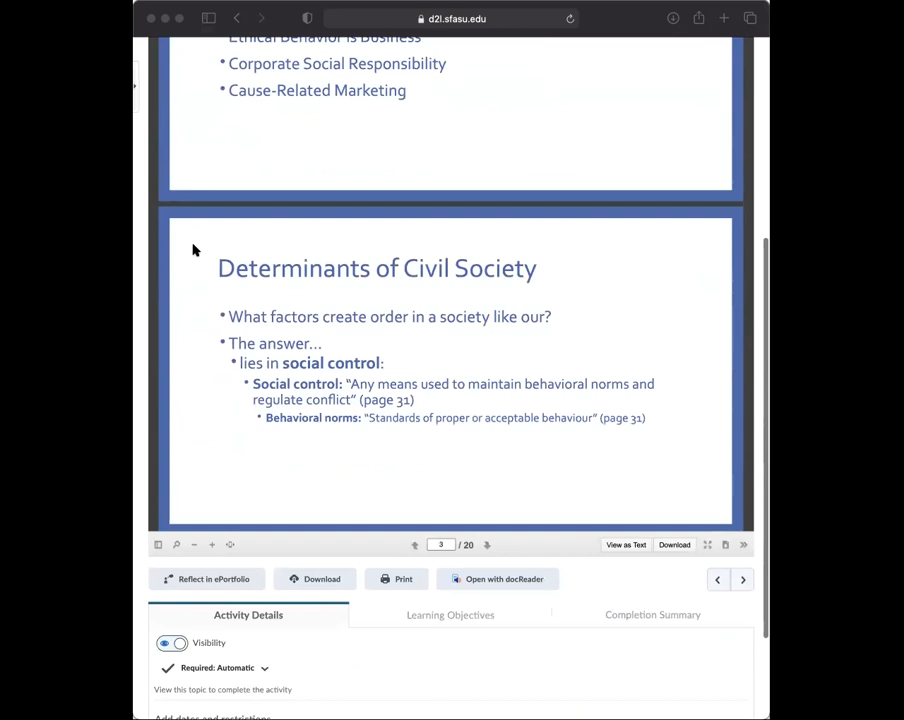 d2l.sfasu.edu
Ethical Behavior is Business
• Corporate Social Responsibility
• Cause-Related Marketing
Determinants of Civil Society
• What factors create order in a society like our?
• The answer...
• lies in social control:
• Social control: "Any means used to maintain behavioral norms and
regulate conflict" (page 31)
• Behavioral norms: "Standards of proper or acceptable behaviour" (page 31)
3 / 20
View as Text
Download
Reflect in ePortfolio
Download
Print
Open with docReader
Activity Details
Learning Objectives
Completion Summary
Visibility
Required: Automatic
View this topic to complete the activity
Add dates and restrictions